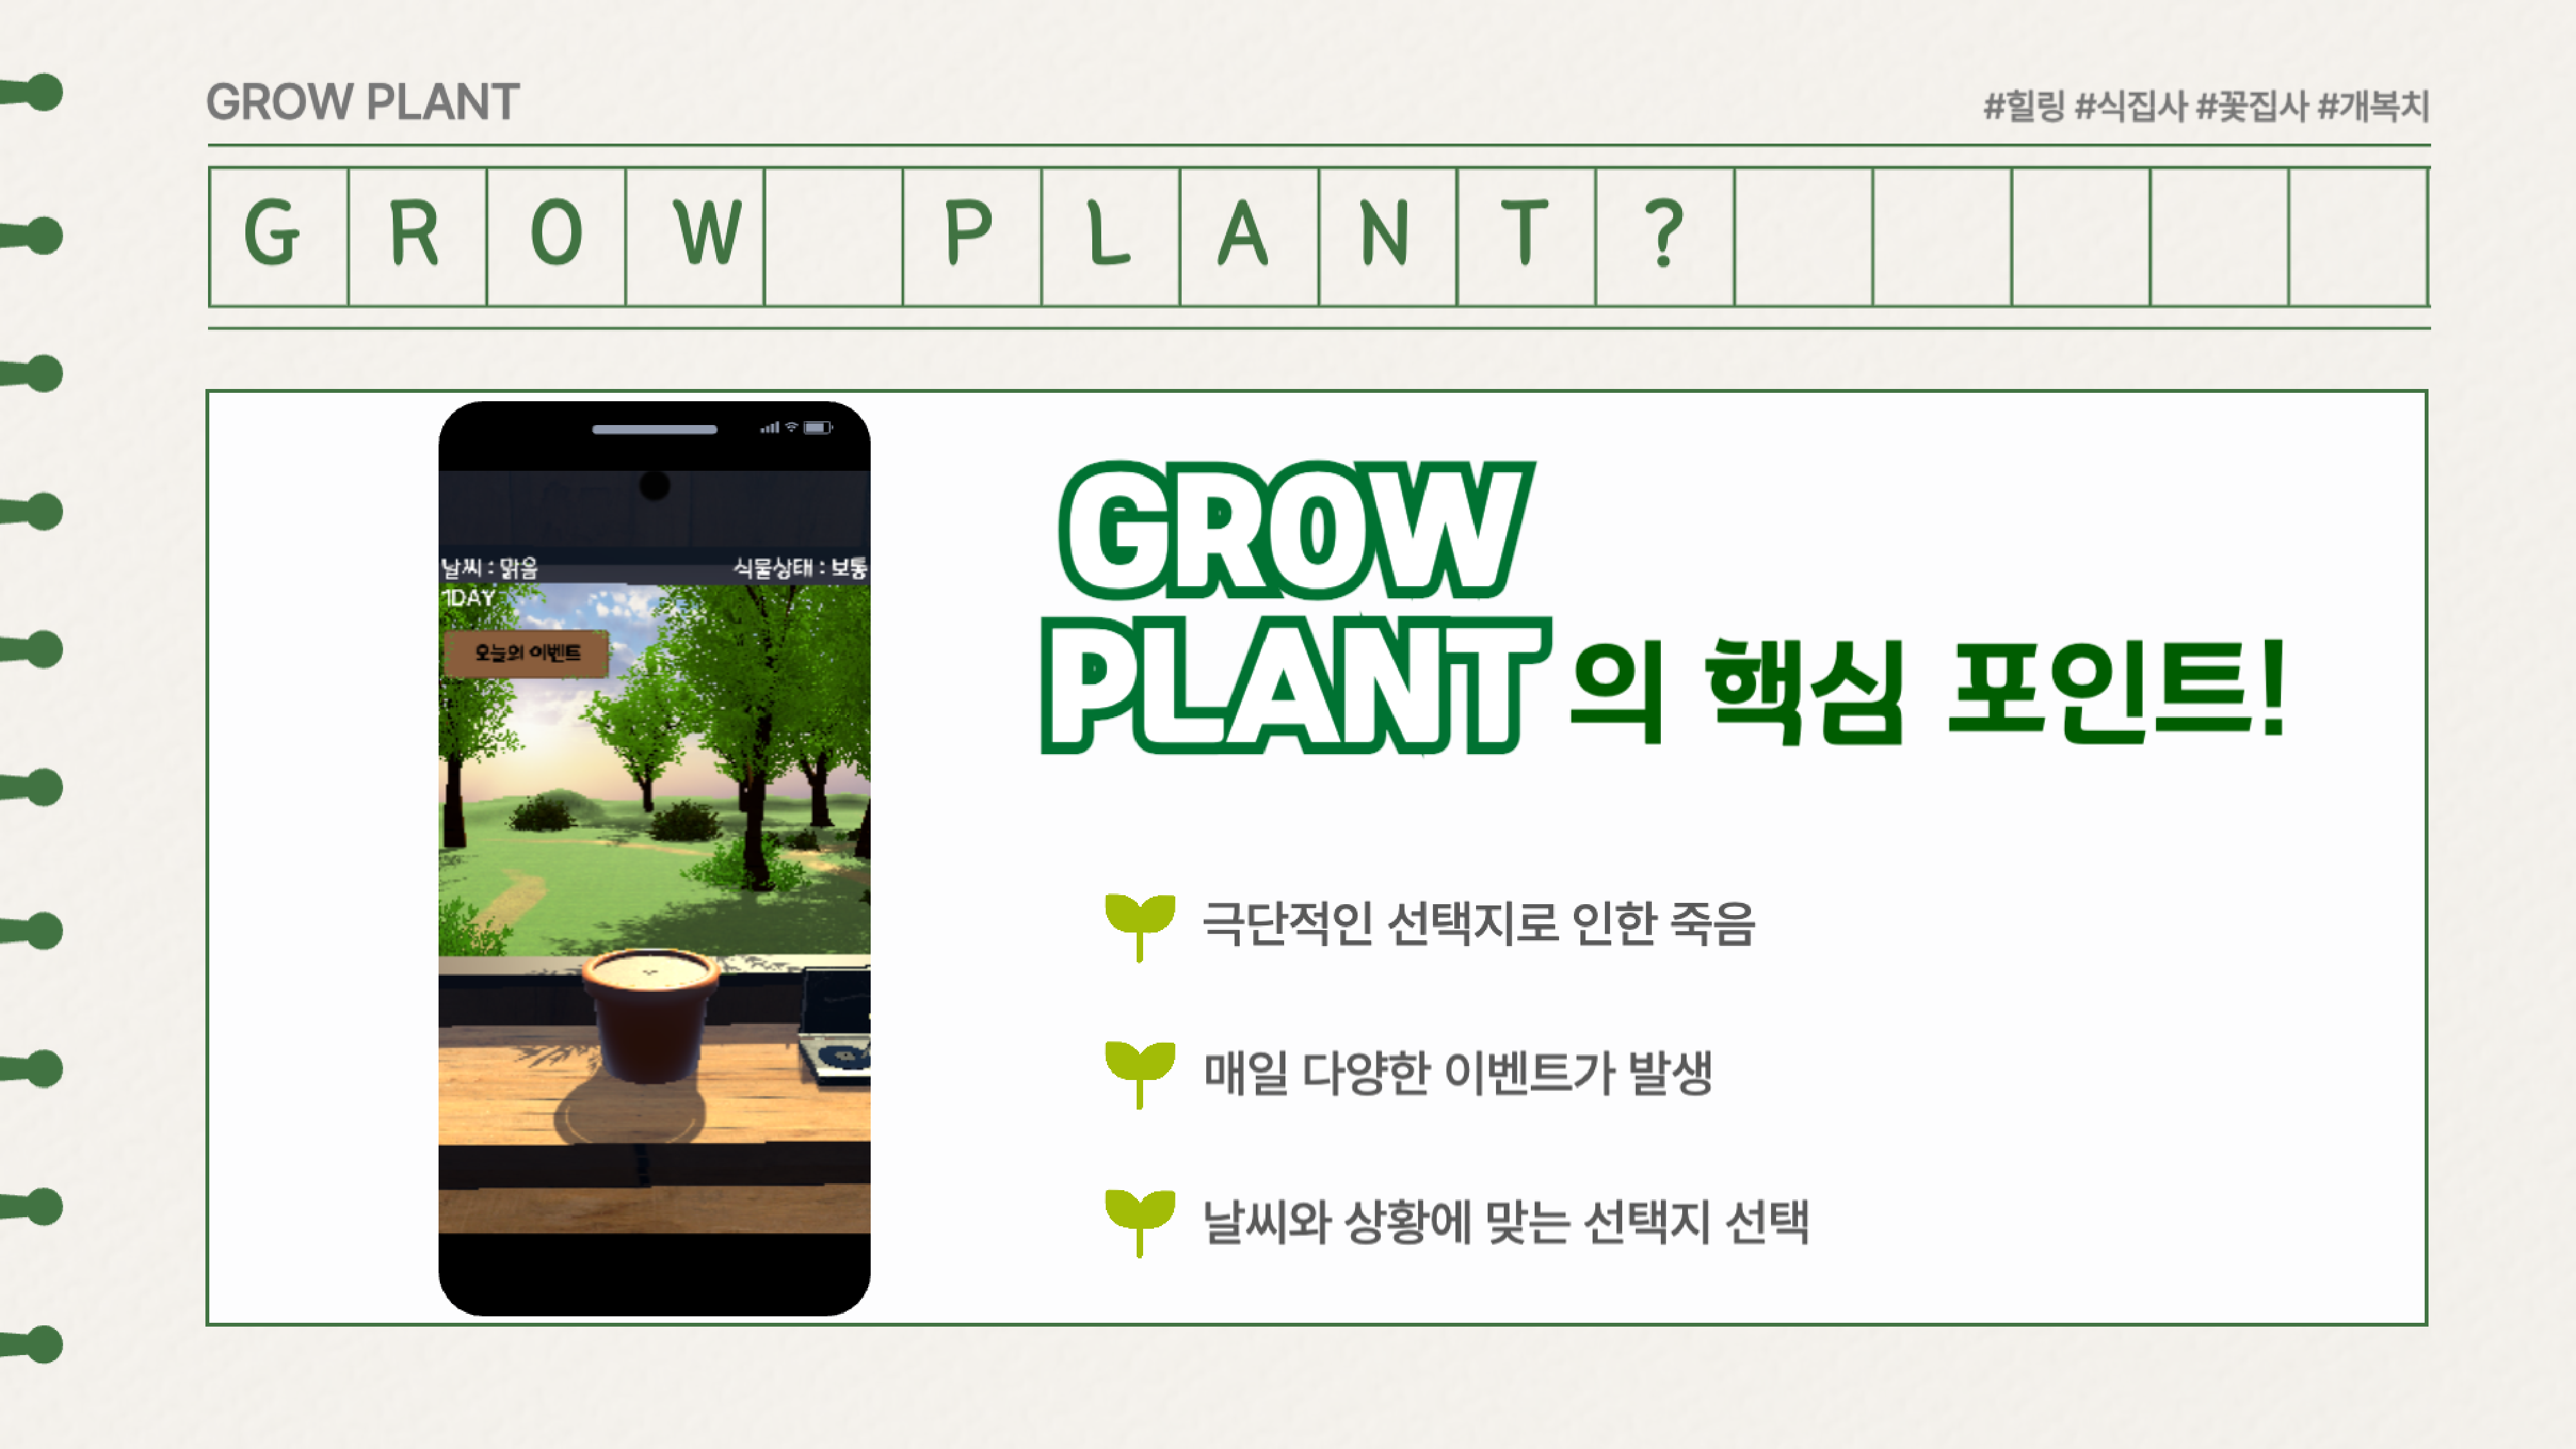 GROW PLANT
#힐링 #식집사 #꽃집사 #개복치
GROW PLANT?
날씨 : 맑음
식물상태 : 보통
1DAY
오늘의 이벤트
GROW
PLANT의 핵심 포인트!
극단적인 선택지로 인한 죽음
매일 다양한 이벤트가 발생
날씨와 상황에 맞는 선택지 선택